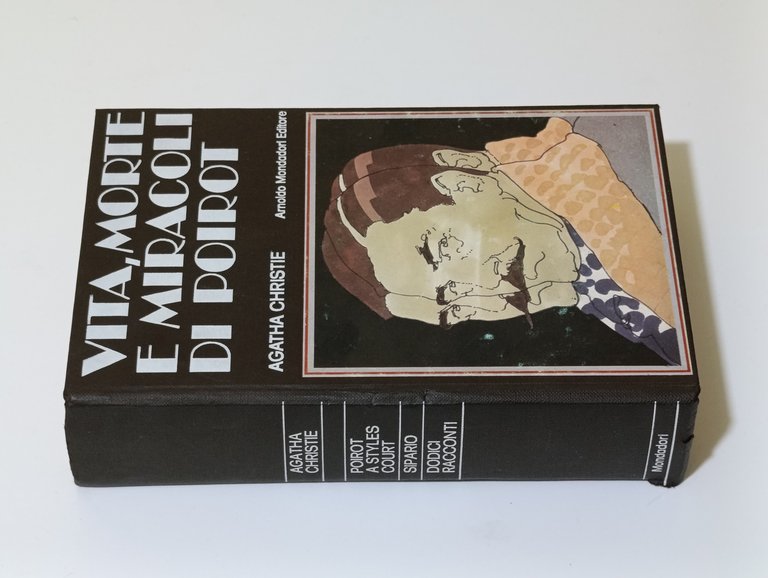 VITA, MORTE
E MIRACOLI
DI POIROT
AGATHA CHRISTIE
Arnoldo Mondadori Editore
AGATHA
CHRISTIE
POIROT
A STYLES
COURT
SIPARIO
DODICI
RACCONTI
Mondadori